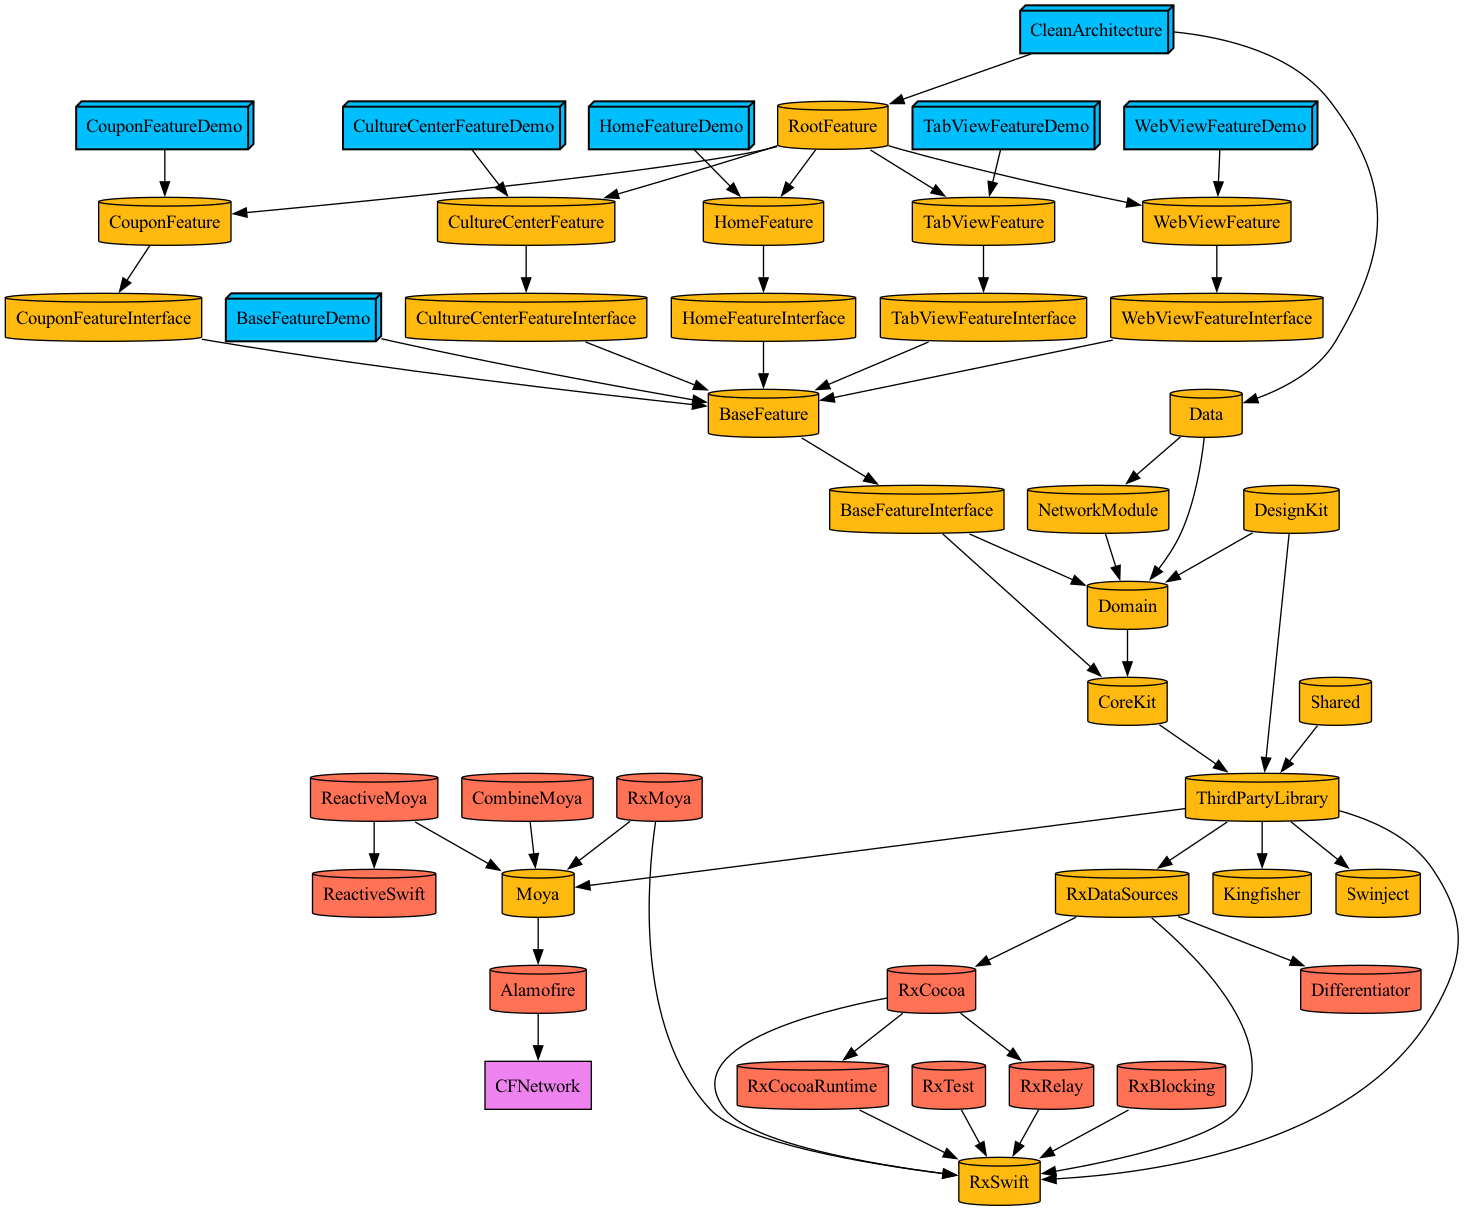 CleanArchitecture
CouponFeatureDemo
CultureCenterFeatureDemo
HomeFeatureDemo
RootFeature
TabViewFeatureDemo
WebViewFeatureDemo
CouponFeature
CultureCenterFeature
HomeFeature
TabViewFeature
WebViewFeature
CouponFeatureInterface
BaseFeatureDemo
CultureCenterFeatureInterface
HomeFeatureInterface
TabViewFeatureInterface
WebViewFeatureInterface
BaseFeature
Data
BaseFeatureInterface
NetworkModule
DesignKit
Domain
CoreKit
Shared
ReactiveMoya
CombineMoya
RxMoya
ThirdPartyLibrary
ReactiveSwift
Moya
RxDataSources
Kingfisher
Swinject
Alamofire
RxCocoa
Differentiator
CFNetwork
RxCocoaRuntime
RxTest
RxRelay
RxBlocking
RxSwift